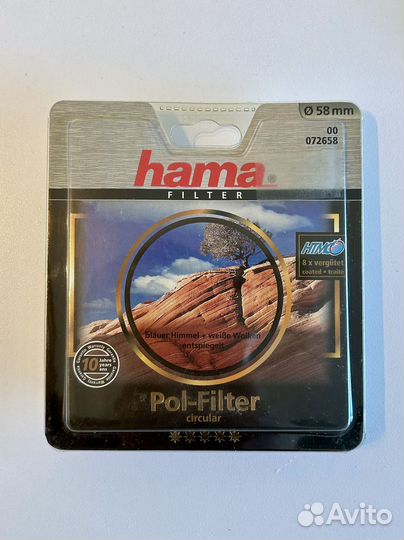 Ø 58 mm
00
072658
hama®
FILTER
HTMC
8 x vergütet
coated • traité
blauer Himmel + weiße Wolken
entspiegelt
10 Jahre
years
ans
Pol-Filter
circular
Avito